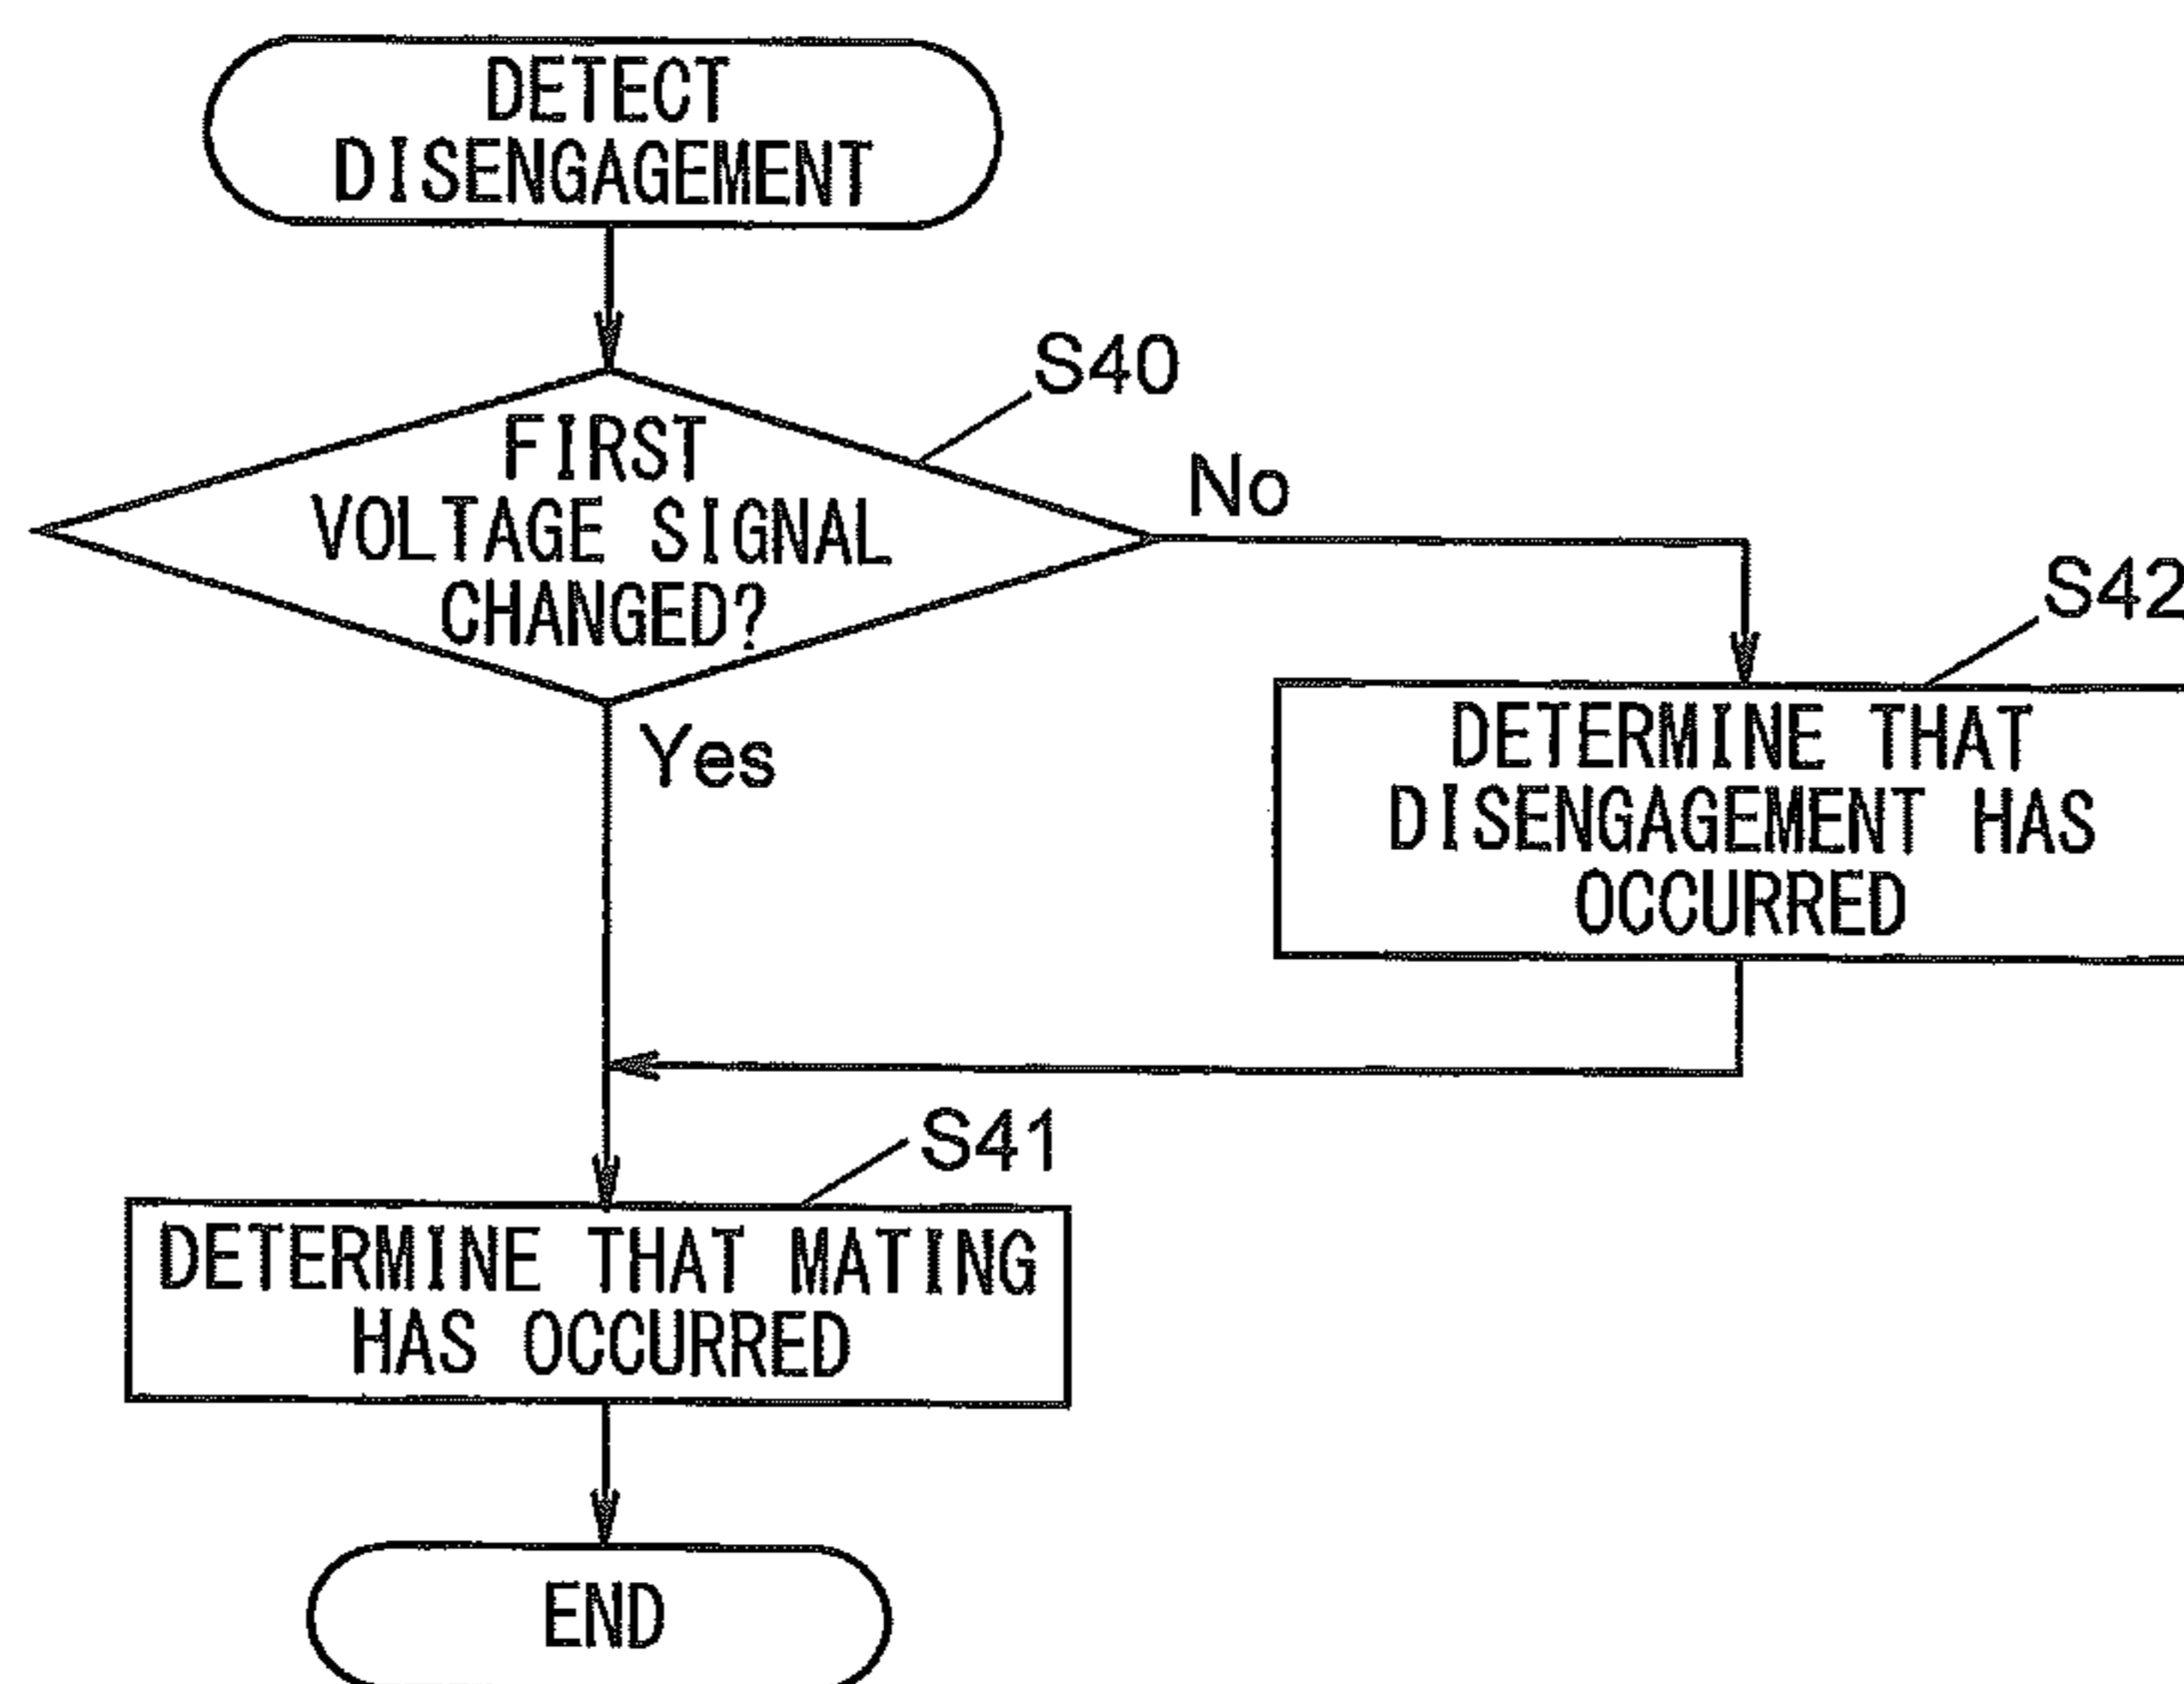 DETECT
DISENGAGEMENT
S40
FIRST
VOLTAGE SIGNAL
CHANGED?
No
Yes
S42
DETERMINE THAT
DISENGAGEMENT HAS
OCCURRED
S41
DETERMINE THAT MATING
HAS OCCURRED
END